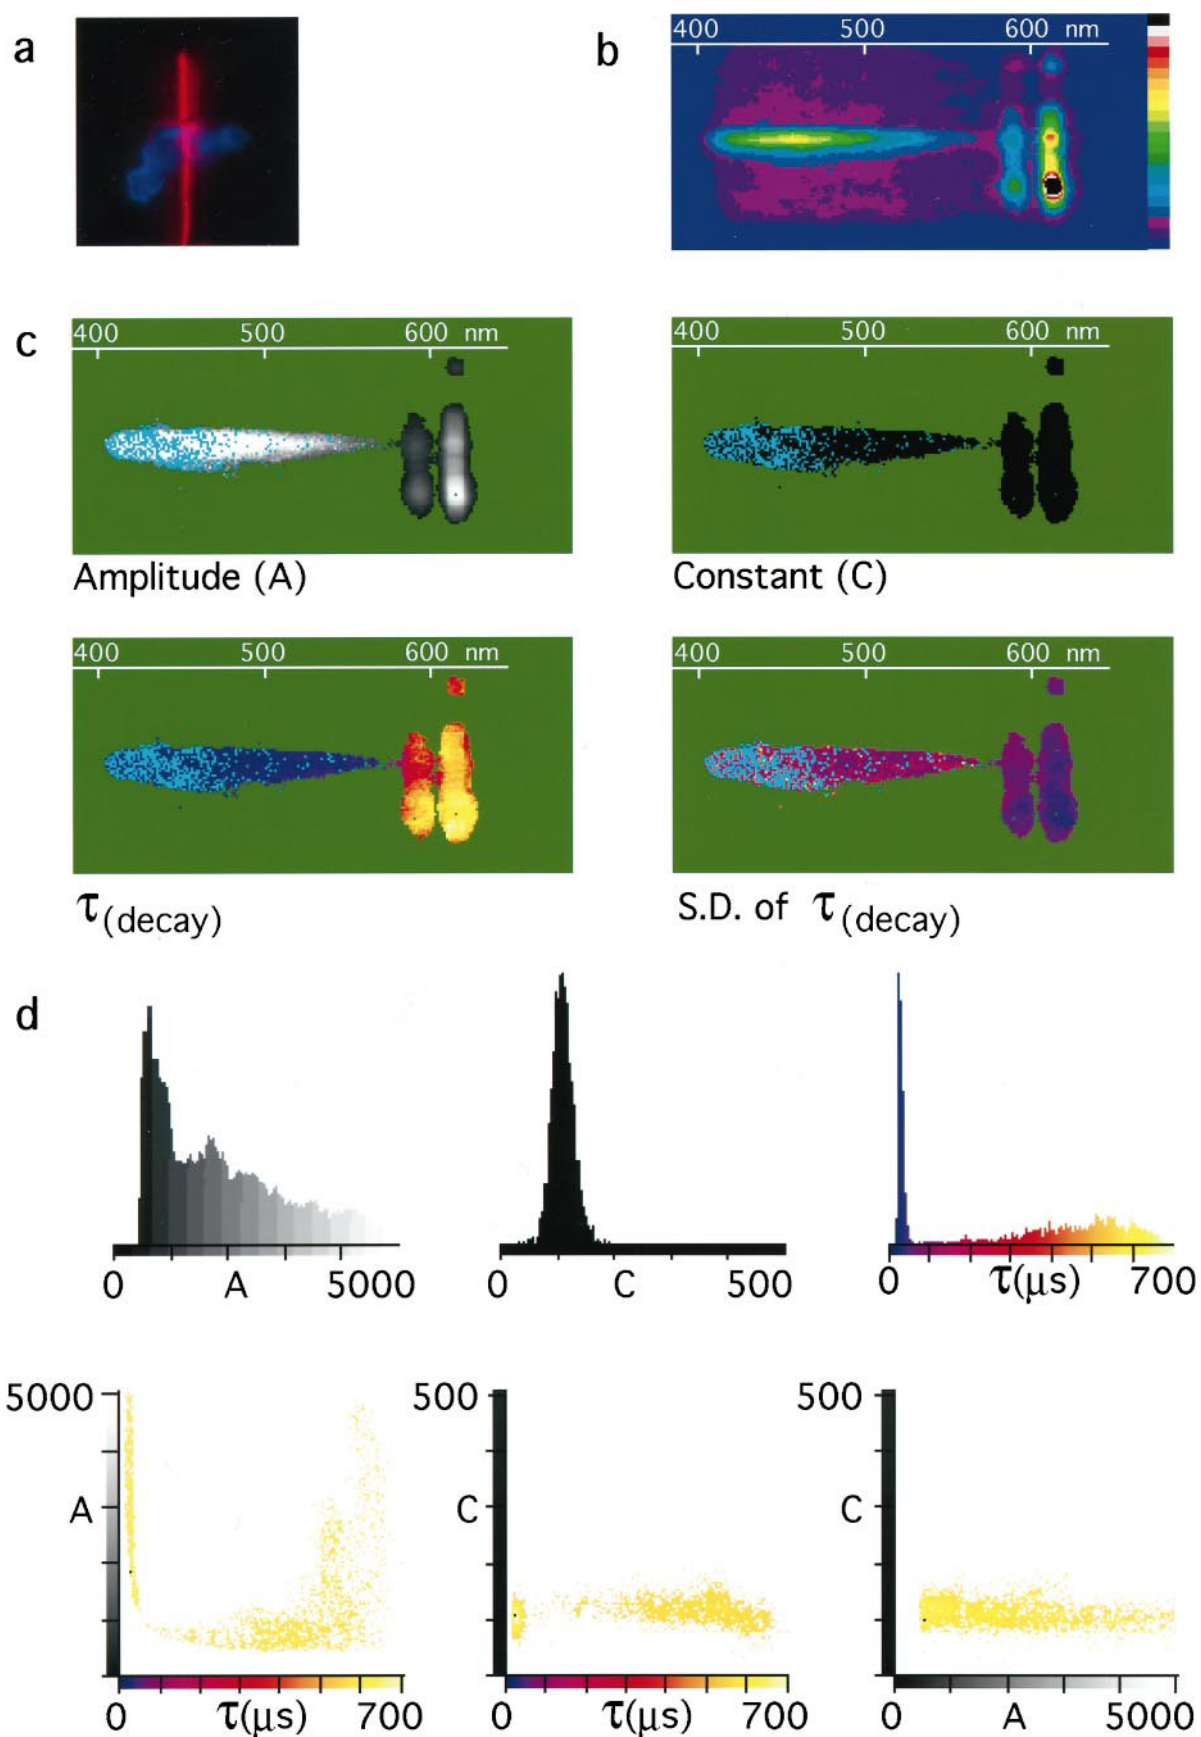 a
b
400 500 600 nm
c
400 500 600 nm
400 500 600 nm
Amplitude (A)
Constant (C)
400 500 600 nm
400 500 600 nm
τ(decay)
S.D. of τ(decay)
d
0 A 5000
0 C 500
0 τ(μs) 700
5000
A
0 τ(μs) 700
500
C
0 τ(μs) 700
500
C
0 A 5000